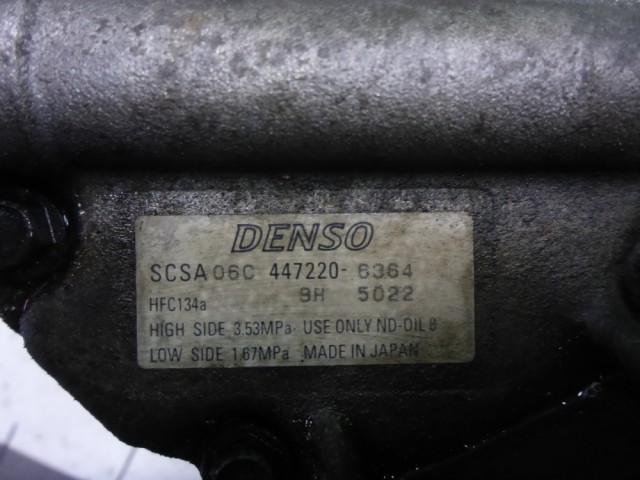 DENSO
SCSA06C 447220-6364
9H 5022
HFC134a
HIGH SIDE 3.53MPa USE ONLY ND-OIL 8
LOW SIDE 1.67MPa MADE IN JAPAN